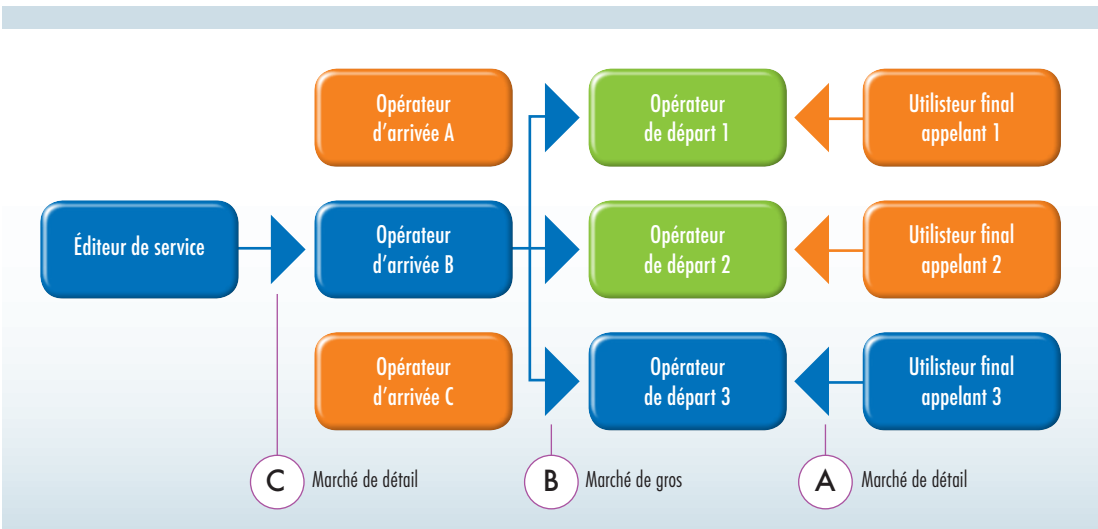 Opérateur
d'arrivée A
Opérateur
de départ 1
Utilisteur final
appelant 1
Éditeur de service
Opérateur
d'arrivée B
Opérateur
de départ 2
Utilisteur final
appelant 2
Opérateur
d'arrivée C
Opérateur
de départ 3
Utilisteur final
appelant 3
C Marché de détail
B Marché de gros
A Marché de détail